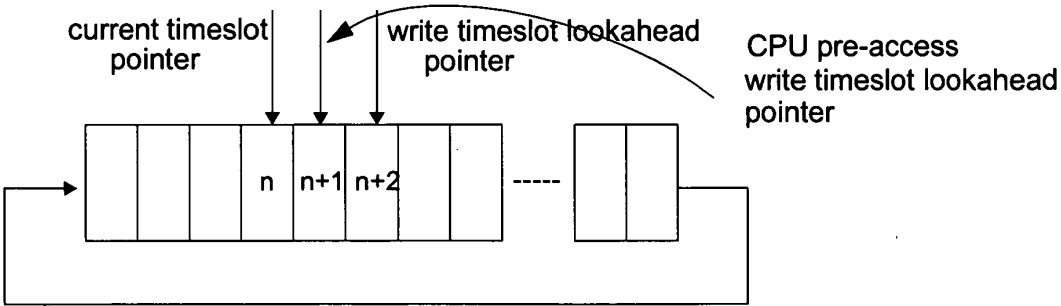 current timeslot
pointer
write timeslot lookahead
pointer
CPU pre-access
write timeslot lookahead
pointer
n
n+1
n+2